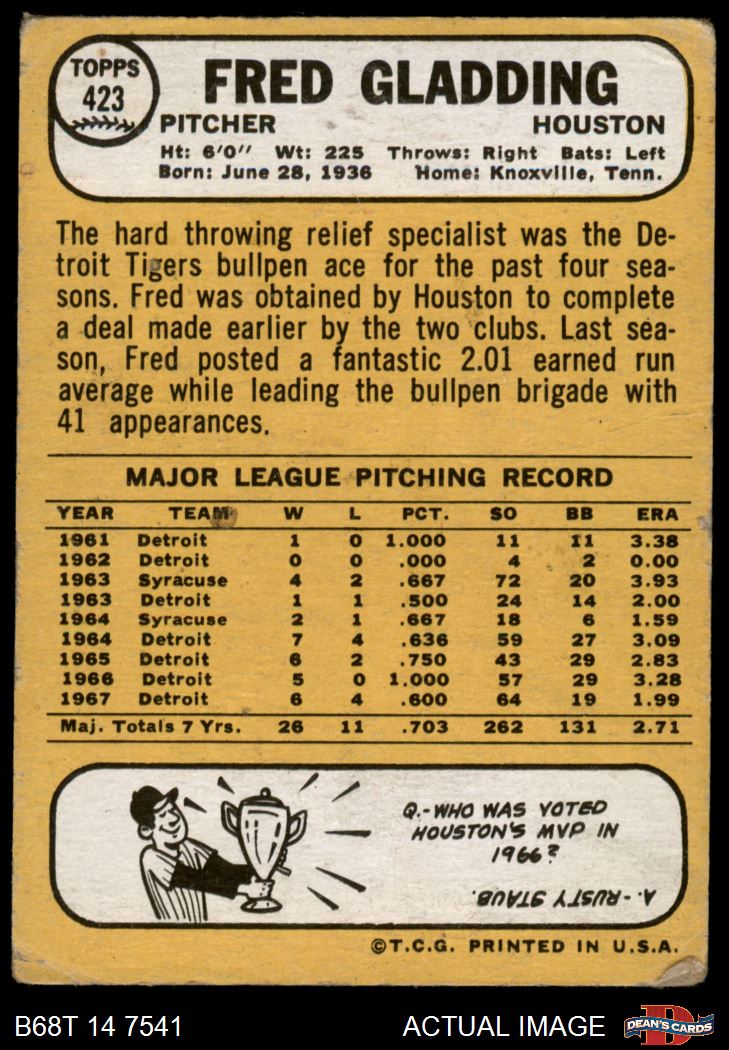 TOPPS
423
FRED GLADDING
PITCHER HOUSTON
Ht: 6'0" Wt: 225 Throws: Right Bats: Left
Born: June 28, 1936 Home: Knoxville, Tenn.
The hard throwing relief specialist was the De-
troit Tigers bullpen ace for the past four sea-
sons. Fred was obtained by Houston to complete
a deal made earlier by the two clubs. Last sea-
son, Fred posted a fantastic 2.01 earned run
average while leading the bullpen brigade with
41 appearances.
MAJOR LEAGUE PITCHING RECORD
YEAR TEAM W L PCT. SO BB ERA
1961 Detroit 1 0 1.000 11 11 3.38
1962 Detroit 0 0 .000 4 2 0.00
1963 Syracuse 4 2 .667 72 20 3.93
1963 Detroit 1 1 .500 24 14 2.00
1964 Syracuse 2 1 .667 18 6 1.59
1964 Detroit 7 4 .636 59 27 3.09
1965 Detroit 6 2 .750 43 29 2.83
1966 Detroit 5 0 1.000 57 29 3.28
1967 Detroit 6 4 .600 64 19 1.99
Maj. Totals 7 Yrs. 26 11 .703 262 131 2.71
Q.-WHO WAS VOTED
HOUSTON'S MVP IN
1966?
A.-RUSTY STAUB.
©T.C.G. PRINTED IN U.S.A.
B68T 14 7541 ACTUAL IMAGE
DEAN'S CARDS